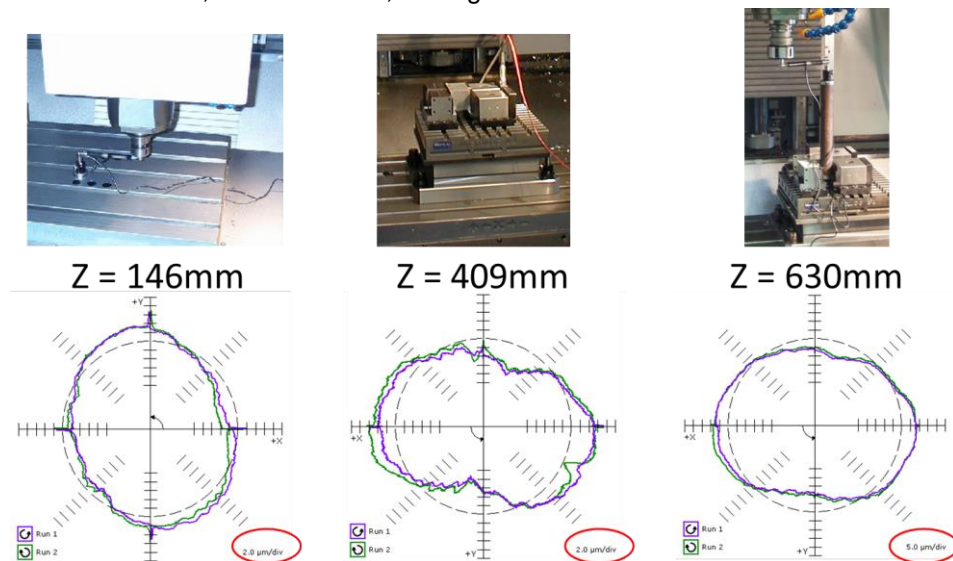 Z = 146mm
Z = 409mm
Z = 630mm
+Y
+X
Run 1
Run 2
2.0 µm/div
+X
+Y
Run 1
Run 2
2.0 µm/div
+X
+Y
Run 1
Run 2
5.0 µm/div